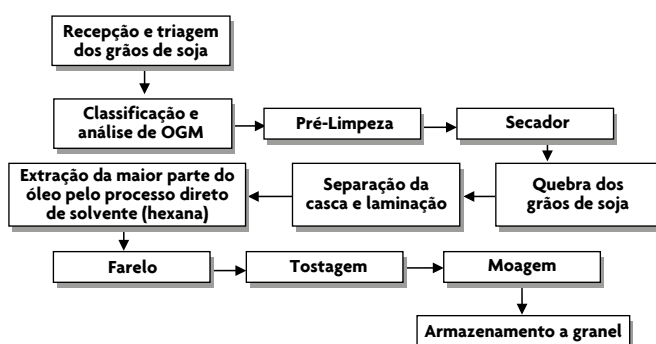 Recepção e triagem
dos grãos de soja
Classificação e
análise de OGM
Pré-Limpeza
Secador
Quebra dos
grãos de soja
Separação da
casca e laminação
Extração da maior parte do
óleo pelo processo direto
de solvente (hexana)
Farelo
Tostagem
Moagem
Armazenamento a granel